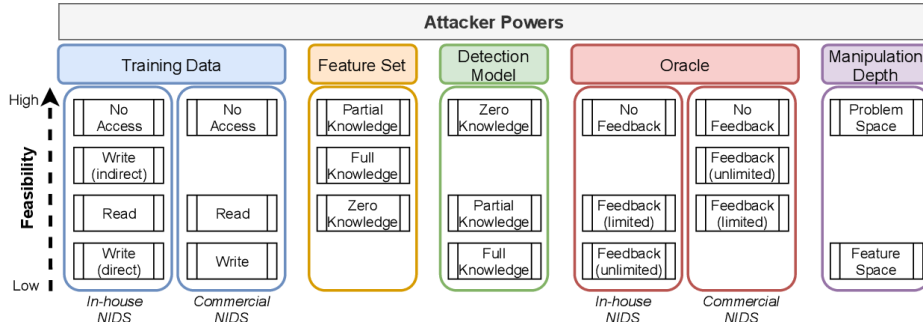 Attacker Powers
Training Data
Feature Set
Detection
Model
Oracle
Manipulation
Depth
High
Feasibility
Low
No
Access
Write
(indirect)
Read
Write
(direct)
In-house
NIDS
No
Access
Read
Write
Commercial
NIDS
Partial
Knowledge
Full
Knowledge
Zero
Knowledge
Zero
Knowledge
Partial
Knowledge
Full
Knowledge
No
Feedback
Feedback
(limited)
Feedback
(unlimited)
In-house
NIDS
No
Feedback
Feedback
(unlimited)
Feedback
(limited)
Commercial
NIDS
Problem
Space
Feature
Space